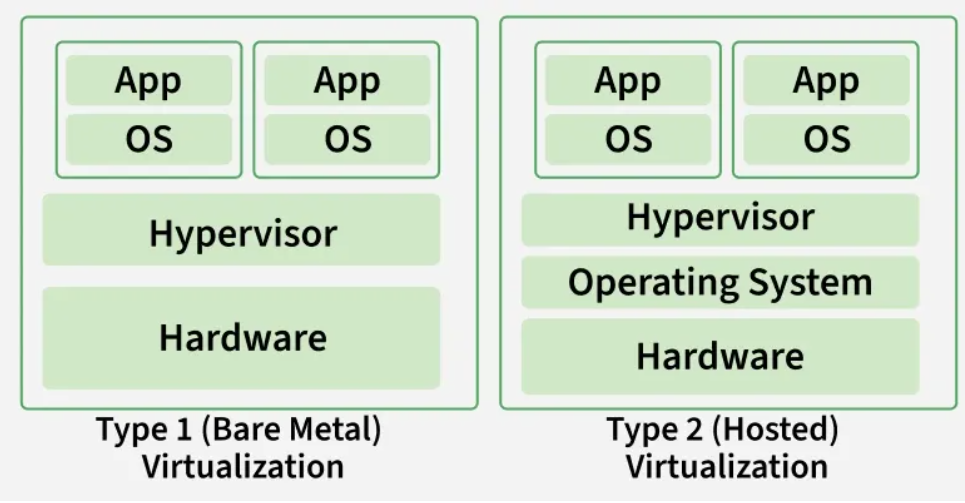 App
App
OS
OS
Hypervisor
Hardware
Type 1 (Bare Metal)
Virtualization
App
App
OS
OS
Hypervisor
Operating System
Hardware
Type 2 (Hosted)
Virtualization